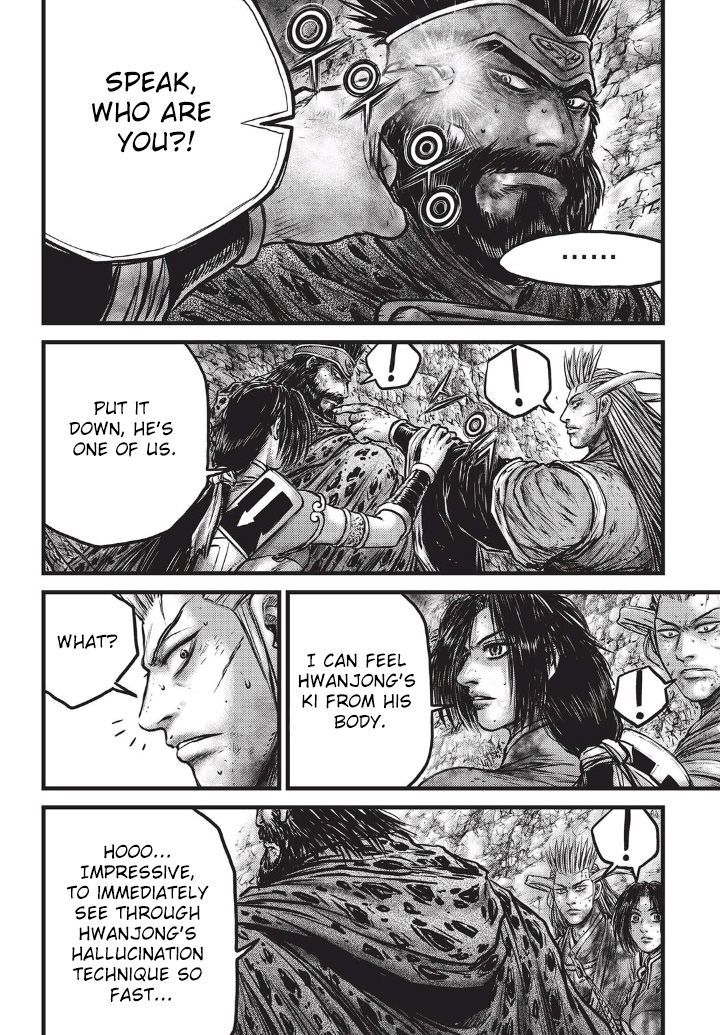 SPEAK,
WHO ARE
YOU?!
......
!
!
PUT IT
DOWN, HE'S
ONE OF US.
WHAT?
I CAN FEEL
HWANJONG'S
KI FROM HIS
BODY.
!
HOOO...
IMPRESSIVE,
TO IMMEDIATELY
SEE THROUGH
HWANJONG'S
HALLUCINATION
TECHNIQUE SO
FAST...
!